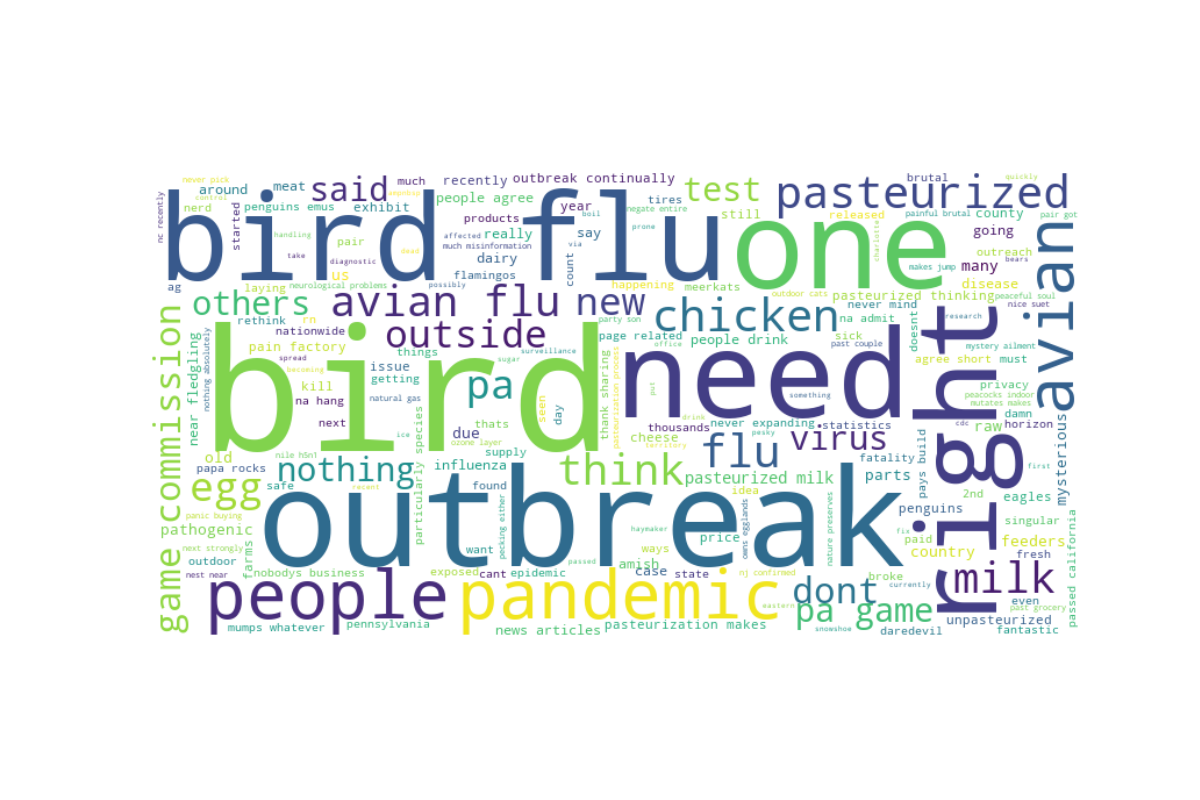 never pick
control
nc recently
around
meat
nerd
started
ag
bird flu
said
much
unpopular
recently
outbreak continually
people agree
penguins emus
exhibit
products
year
boil
tires
negate entire
test
still
pasteurized
brutal
quickly
released
painful brutal
county
pair got
charlotte
going
one
outreach
makes jump
many
bears
handling
affected
much misinformation
really
say
via
prone
take
pair
diagnostic
dead
dairy
count
us
flamingos
happening
meerkats
laying
neurological problems
possibly
outdoor cats
pasteurized thinking
disease
peaceful soul
avian
others
avian flu
new
chicken
party son
never mind
na admit
nice suet
research
rethink
rn
nationwide
outside
page related
people drink
past couple
sick
doesnt
agree short
must
mystery ailment
pain factory
things
sugar
surveillance
spread
becoming
issue
getting
natural gas
kill
na hang
next
near fledgling
nothing absolutely
game commission
bird
pa
seen
day
thank sharing
pasteurization process
put
drink
something
need
right
privacy
peacocks indoor
mutates makes
damn
cdc
horizon
raw
first
mysterious
thats
ice
ozone layer
due
supply
thousands
cheese
never expanding
office
peaky
territory
virus
statistics
old
papa rocks
safe
nile h5n1
recent
nothing
influenza
found
think
flu
pasteurized milk
idea
fatality
parts
pays build
2nd
eagles
penguins
singular
egg
panic buying
pathogenic
particularly species
outbreak
want
pecking either
haymaker
passed
ways
price
owns egglands
nature preserves
fix
paid
country
feeders
fresh
passed california
next strongly
outdoor
farms
nest near
nobodys business
exposed
cant
epidemic
case
amish
state
nj confirmed
broke
currently
people
pandemic
eastern
dont
milk
even
past grocery
pa game
unpasteurized
mumps whatever
pennsylvania
news articles
pasteurization makes
snowshoe
daredevil
fantastic